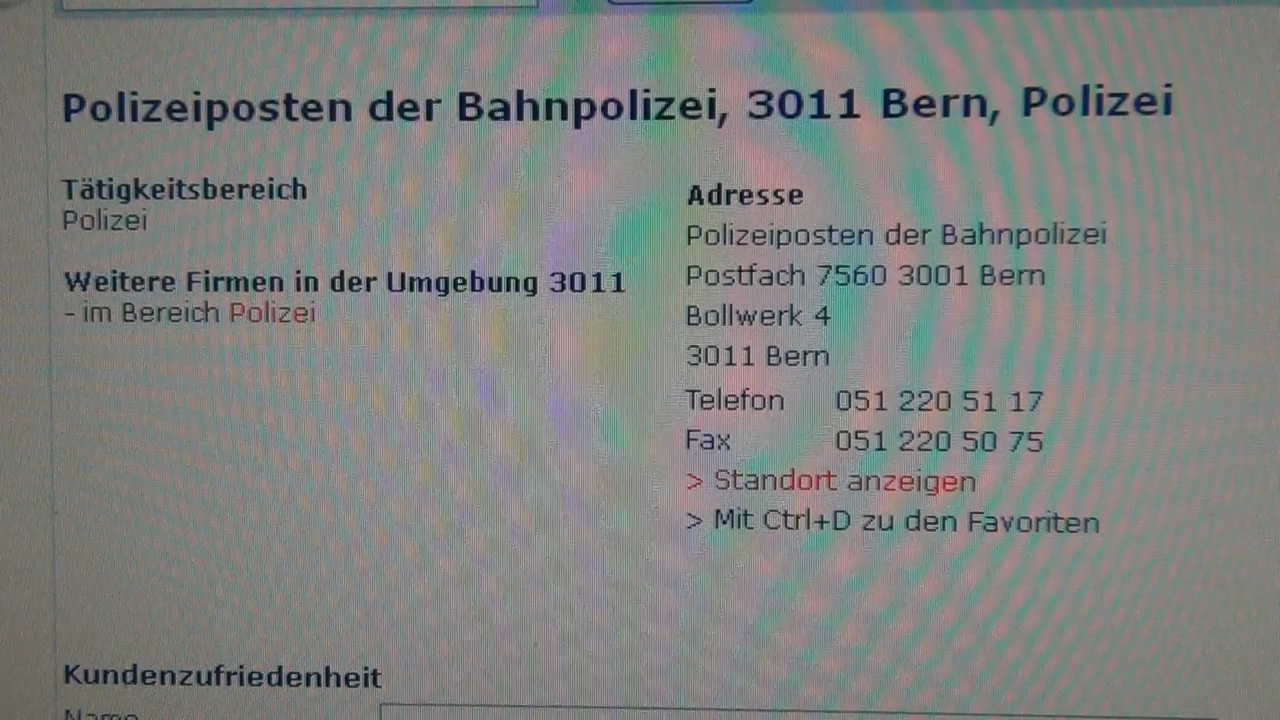 Polizeiposten der Bahnpolizei, 3011 Bern, Polizei
Tätigkeitsbereich
Polizei
Weitere Firmen in der Umgebung 3011
- im Bereich Polizei
Adresse
Polizeiposten der Bahnpolizei
Postfach 7560 3001 Bern
Bollwerk 4
3011 Bern
Telefon 051 220 51 17
Fax 051 220 50 75
> Standort anzeigen
> Mit Ctrl+D zu den Favoriten
Kundenzufriedenheit
Name